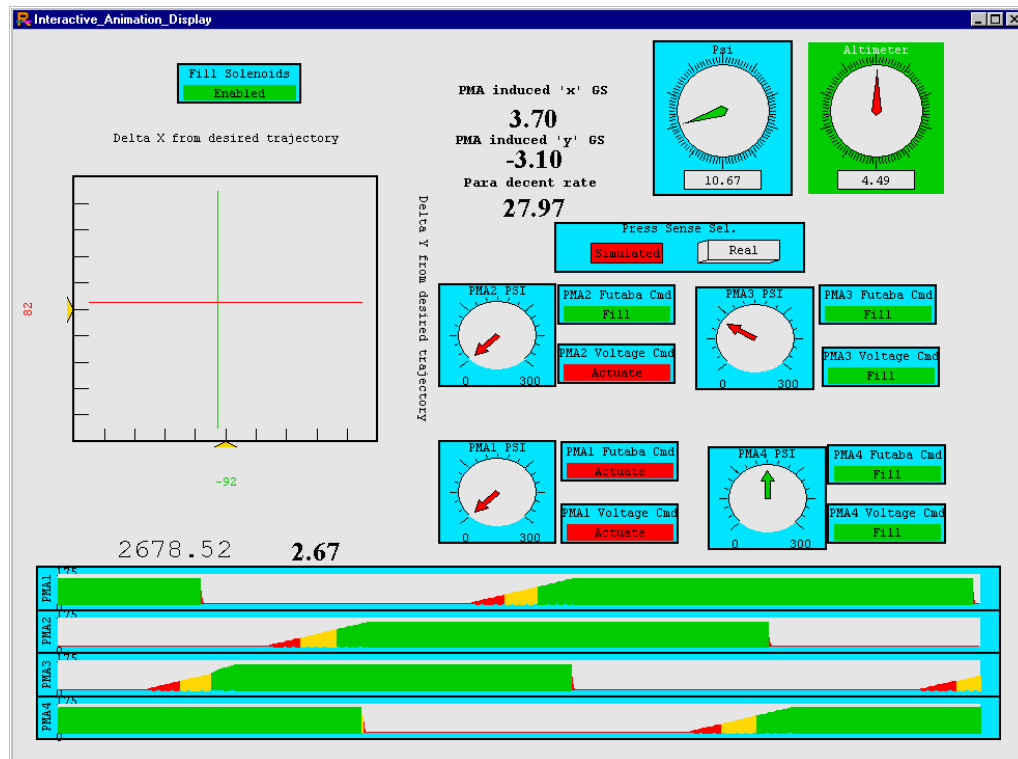 Interactive_Animation_Display
Fill Solenoids
Enabled
Delta X from desired trajectory
PMA induced 'x' GS
3.70
PMA induced 'y' GS
-3.10
Para decent rate
27.97
Psi
10.67
Altimeter
4.49
Press Sense Sel.
Simulated
Real
Delta Y from desired trajectory
82
-92
PMA2 PSI
0 300
PMA2 Futaba Cmd
Fill
PMA2 Voltage Cmd
Actuate
PMA3 PSI
0 300
PMA3 Futaba Cmd
Fill
PMA3 Voltage Cmd
Fill
PMA1 PSI
0 300
PMA1 Futaba Cmd
Actuate
PMA1 Voltage Cmd
Actuate
PMA4 PSI
0 300
PMA4 Futaba Cmd
Fill
PMA4 Voltage Cmd
Fill
2678.52
2.67
PMA1
175
0
PMA2
175
0
PMA3
175
0
PMA4
175
0